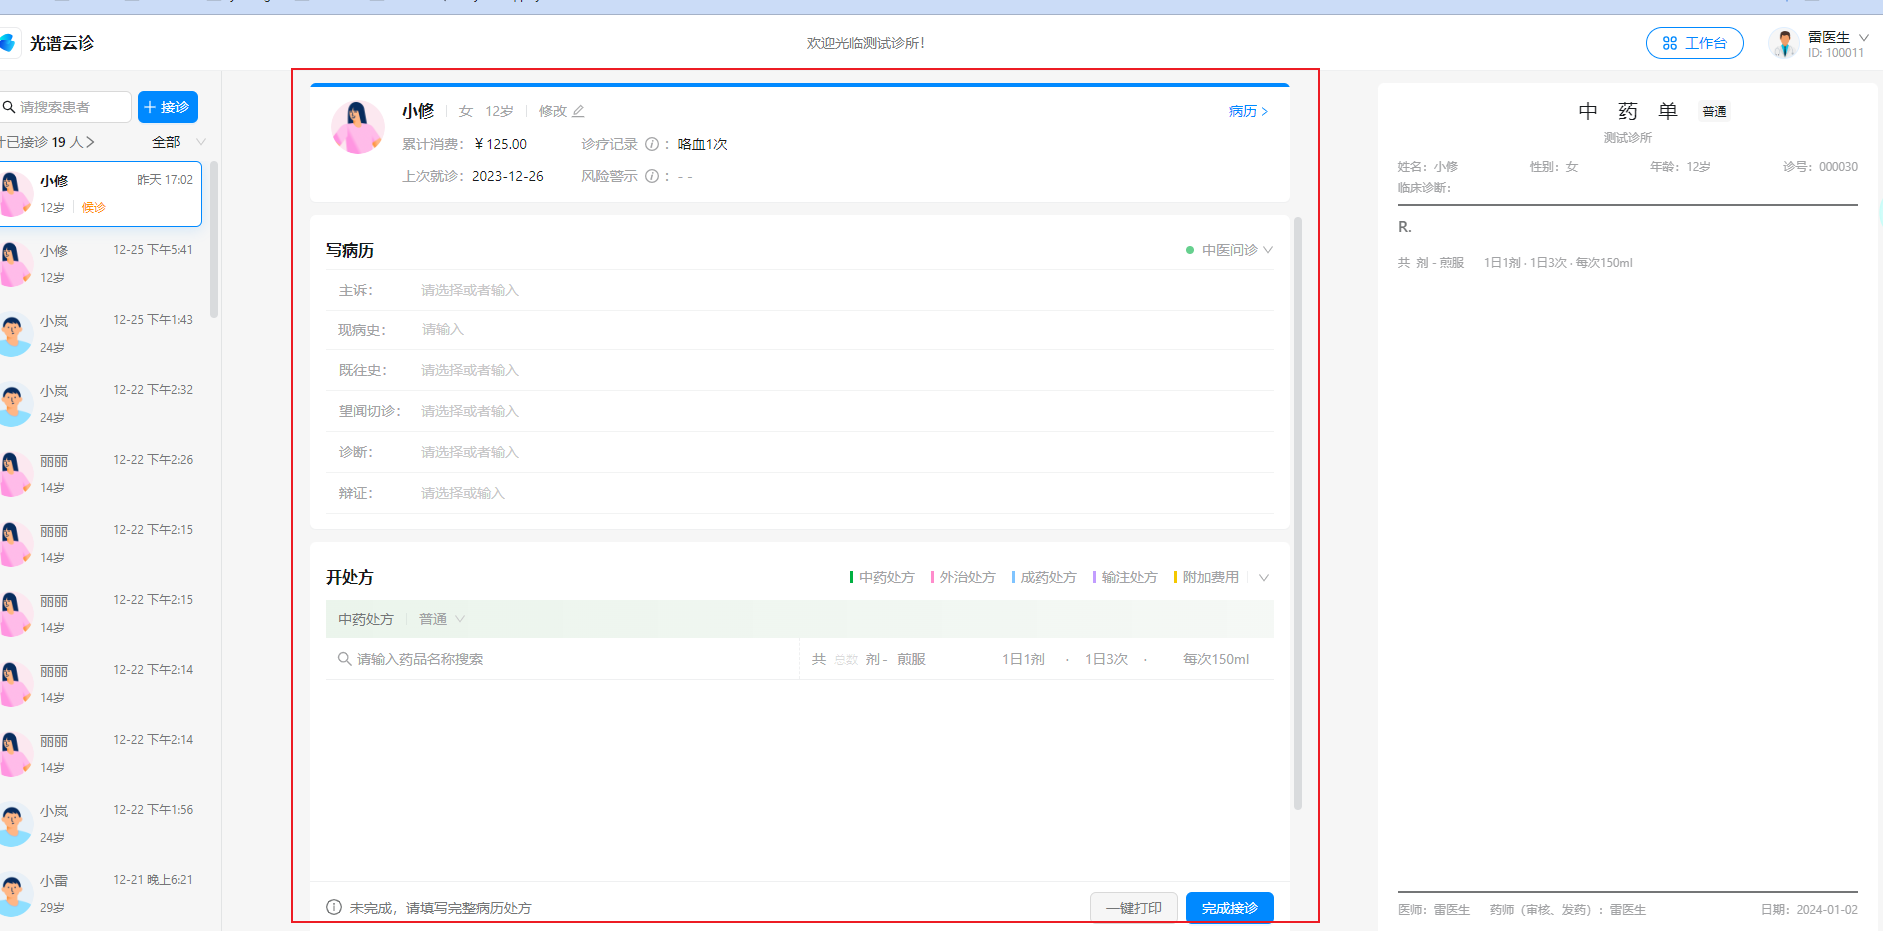 光谱云诊
欢迎光临测试诊所！
工作台
雷医生
ID: 100011
请搜索患者
接诊
已接诊 19 人
全部
小修
昨天 17:02
12岁
候诊
小修
12-25 下午5:41
12岁
小岚
12-25 下午1:43
24岁
小岚
12-22 下午2:32
24岁
丽丽
12-22 下午2:26
14岁
丽丽
12-22 下午2:15
14岁
丽丽
12-22 下午2:15
14岁
丽丽
12-22 下午2:14
14岁
丽丽
12-22 下午2:14
14岁
小岚
12-22 下午1:56
24岁
小雷
12-21 晚上6:21
29岁
小修 女 12岁 修改
病历 >
累计消费：￥125.00 诊疗记录 ：咯血1次
上次就诊：2023-12-26 风险警示 ：- -
写病历
中医问诊
主诉： 请选择或者输入
现病史： 请输入
既往史： 请选择或者输入
望闻切诊： 请选择或者输入
诊断： 请选择或者输入
辩证： 请选择或输入
开处方
中药处方 外治处方 成药处方 输注处方 附加费用
中药处方 普通
请输入药品名称搜索
共 总数 剂 - 煎服 1日1剂 · 1日3次 · 每次150ml
未完成，请填写完整病历处方
一键打印
完成接诊
中 药 单 普通
测试诊所
姓名：小修 性别：女 年龄：12岁 诊号：000030
临床诊断：
R.
共 剂 - 煎服 1日1剂 · 1日3次 · 每次150ml
医师：雷医生 药师（审核、发药）：雷医生 日期：2024-01-02